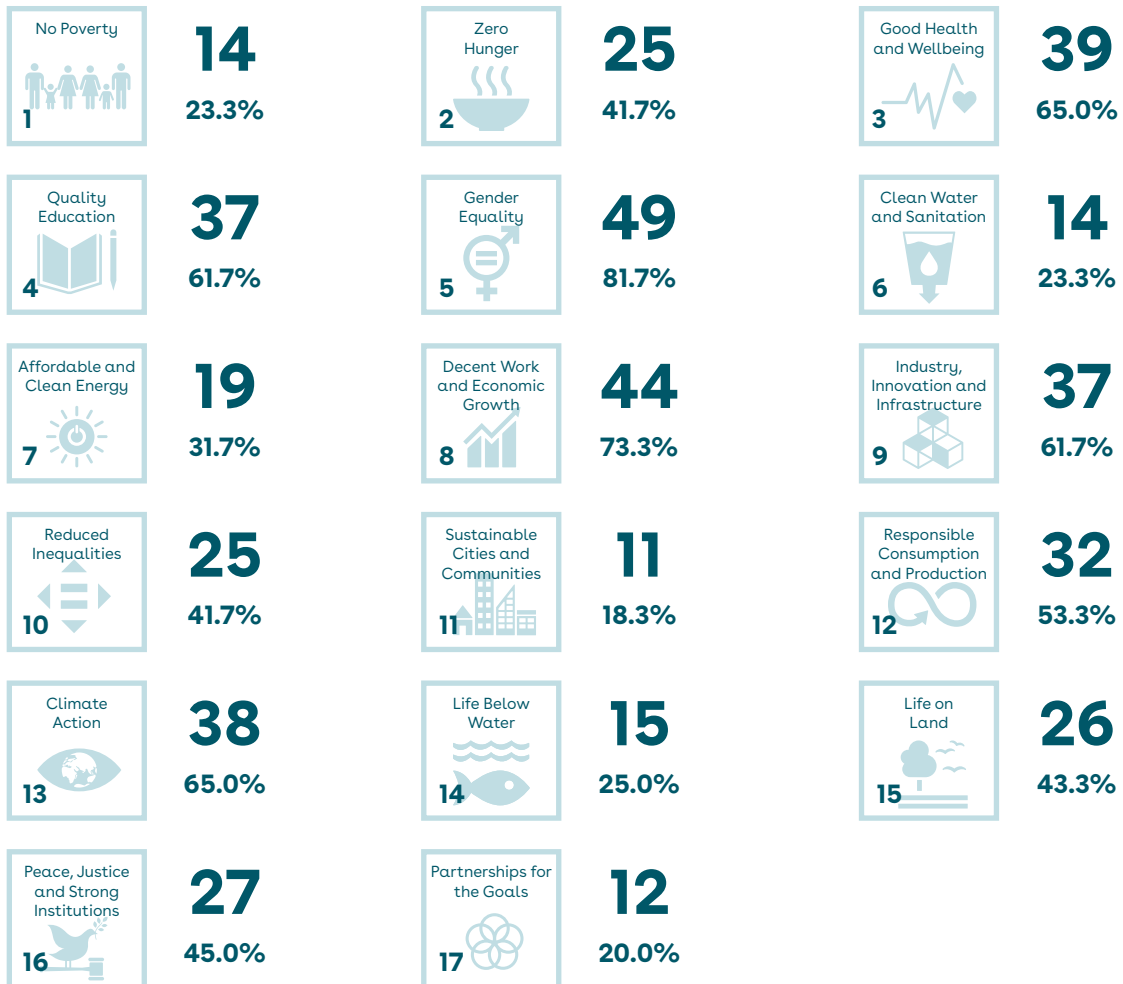 No Poverty
1
14
23.3%
Zero
Hunger
2
25
41.7%
Good Health
and Wellbeing
3
39
65.0%
Quality
Education
4
37
61.7%
Gender
Equality
5
49
81.7%
Clean Water
and Sanitation
6
14
23.3%
Affordable and
Clean Energy
7
19
31.7%
Decent Work
and Economic
Growth
8
44
73.3%
Industry,
Innovation and
Infrastructure
9
37
61.7%
Reduced
Inequalities
10
25
41.7%
Sustainable
Cities and
Communities
11
11
18.3%
Responsible
Consumption
and Production
12
32
53.3%
Climate
Action
13
38
65.0%
Life Below
Water
14
15
25.0%
Life on
Land
15
26
43.3%
Peace, Justice
and Strong
Institutions
16
27
45.0%
Partnerships for
the Goals
17
12
20.0%